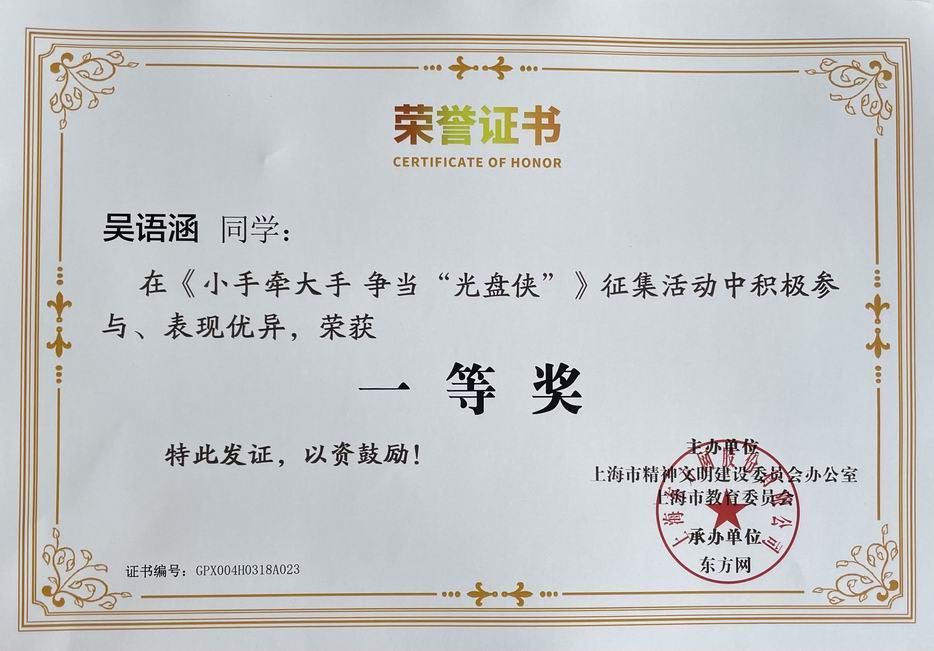 荣誉证书
CERTIFICATE OF HONOR
吴语涵 同学：
在《小手牵大手 争当“光盘侠”》征集活动中积极参
与、表现优异，荣获
一等奖
特此发证，以资鼓励！
主办单位
上海市精神文明建设委员会办公室
上海市教育委员会
承办单位
东方网
证书编号：GPX004H0318A023